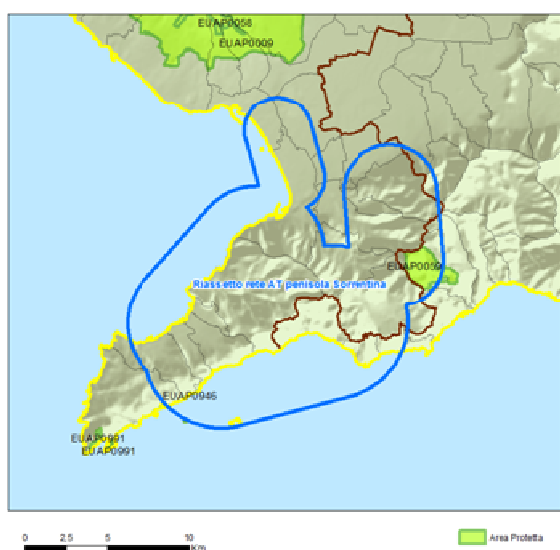 EUAP0058
EUAP0009
EUAP0059
Riassetto rete AT penisola Sorrentina
EUAP0946
EUAP0991
EUAP0991
0 2.5 5 10
Km
Area Protetta